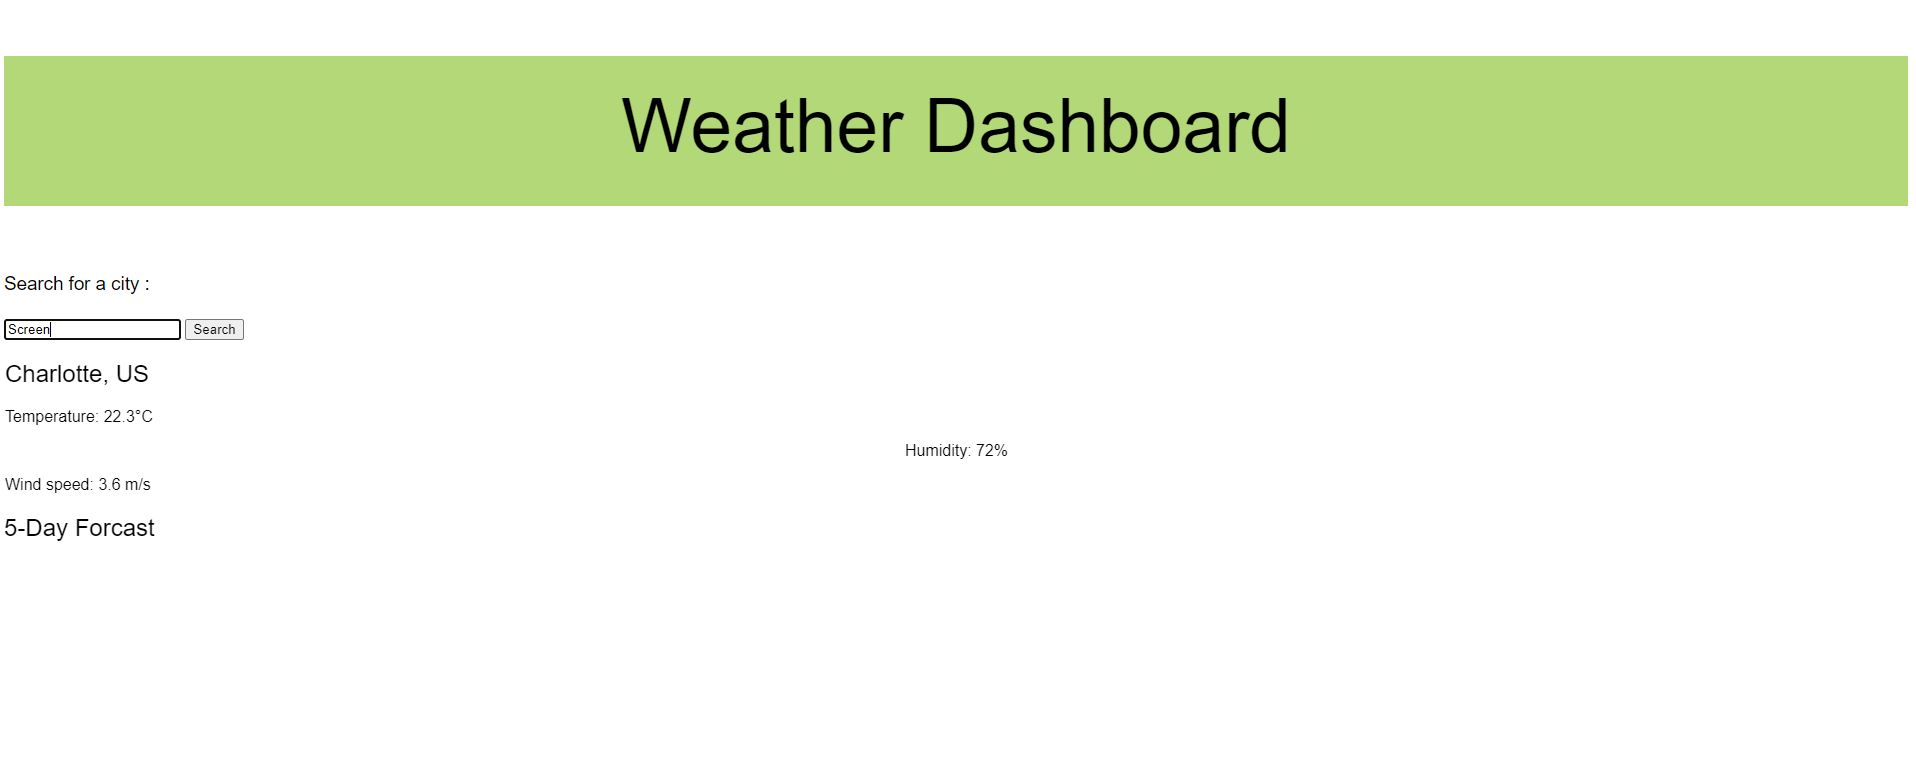 Weather Dashboard
Search for a city :
Screen Search
Charlotte, US
Temperature: 22.3°C
Humidity: 72%
Wind speed: 3.6 m/s
5-Day Forcast